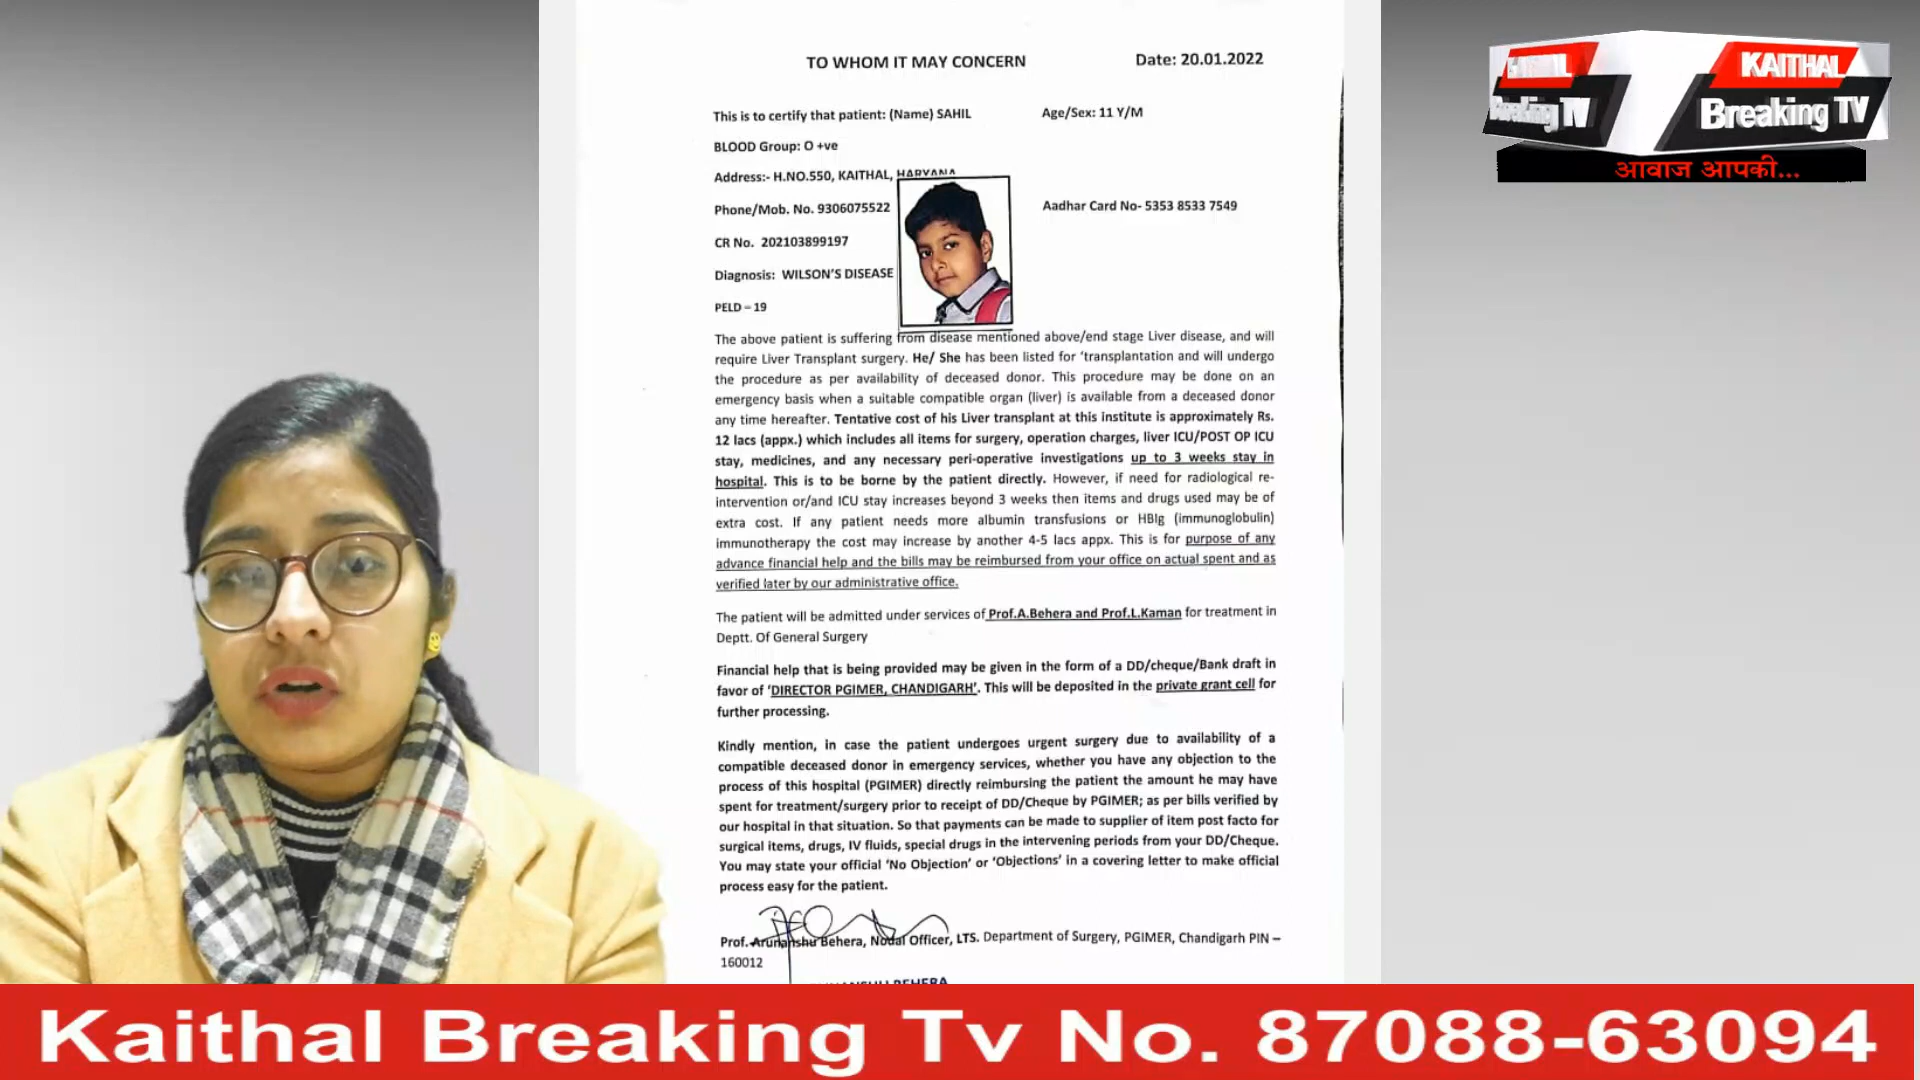 TO WHOM IT MAY CONCERN
Date: 20.01.2022
This is to certify that patient: (Name) SAHIL
Age/Sex: 11 Y/M
BLOOD Group: O +ve
Address:- H.NO.550, KAITHAL, HARYANA
Phone/Mob. No. 9306075522
Aadhar Card No- 5353 8533 7549
CR No. 202103899197
Diagnosis: WILSON'S DISEASE
PELD – 19
The above patient is suffering from disease mentioned above/end stage Liver disease, and will
require Liver Transplant surgery. He/ She has been listed for 'transplantation and will undergo
the procedure as per availability of deceased donor. This procedure may be done on an
emergency basis when a suitable compatible organ (liver) is available from a deceased donor
any time hereafter. Tentative cost of his Liver transplant at this institute is approximately Rs.
12 lacs (appx.) which includes all items for surgery, operation charges, liver ICU/POST OP ICU
stay, medicines, and any necessary peri-operative investigations up to 3 weeks stay in
hospital. This is to be borne by the patient directly. However, if need for radiological re-
intervention or/and ICU stay increases beyond 3 weeks then items and drugs used may be of
extra cost. If any patient needs more albumin transfusions or HBIg (immunoglobulin)
immunotherapy the cost may increase by another 4-5 lacs appx. This is for purpose of any
advance financial help and the bills may be reimbursed from your office on actual spent and as
verified later by our administrative office.
The patient will be admitted under services of Prof.A.Behera and Prof.L.Kaman for treatment in
Deptt. Of General Surgery
Financial help that is being provided may be given in the form of a DD/cheque/Bank draft in
favor of 'DIRECTOR PGIMER, CHANDIGARH'. This will be deposited in the private grant cell for
further processing.
Kindly mention, in case the patient undergoes urgent surgery due to availability of a
compatible deceased donor in emergency services, whether you have any objection to the
process of this hospital (PGIMER) directly reimbursing the patient the amount he may have
spent for treatment/surgery prior to receipt of DD/Cheque by PGIMER; as per bills verified by
our hospital in that situation. So that payments can be made to supplier of item post facto for
surgical items, drugs, IV fluids, special drugs in the intervening periods from your DD/Cheque.
You may state your official 'No Objection' or 'Objections' in a covering letter to make official
process easy for the patient.
Prof. Arunanshu Behera, Nodal Officer, LTS. Department of Surgery, PGIMER, Chandigarh PIN –
160012
BEHERA
KAITHAL
Breaking TV
KAITHAL
Breaking TV
आवाज आपकी...
Kaithal Breaking Tv No. 87088-63094